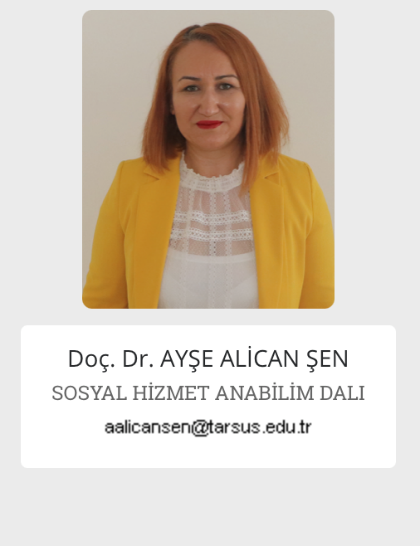 Doç. Dr. AYŞE ALİCAN ŞEN
SOSYAL HİZMET ANABİLİM DALI
aalicansen@tarsus.edu.tr